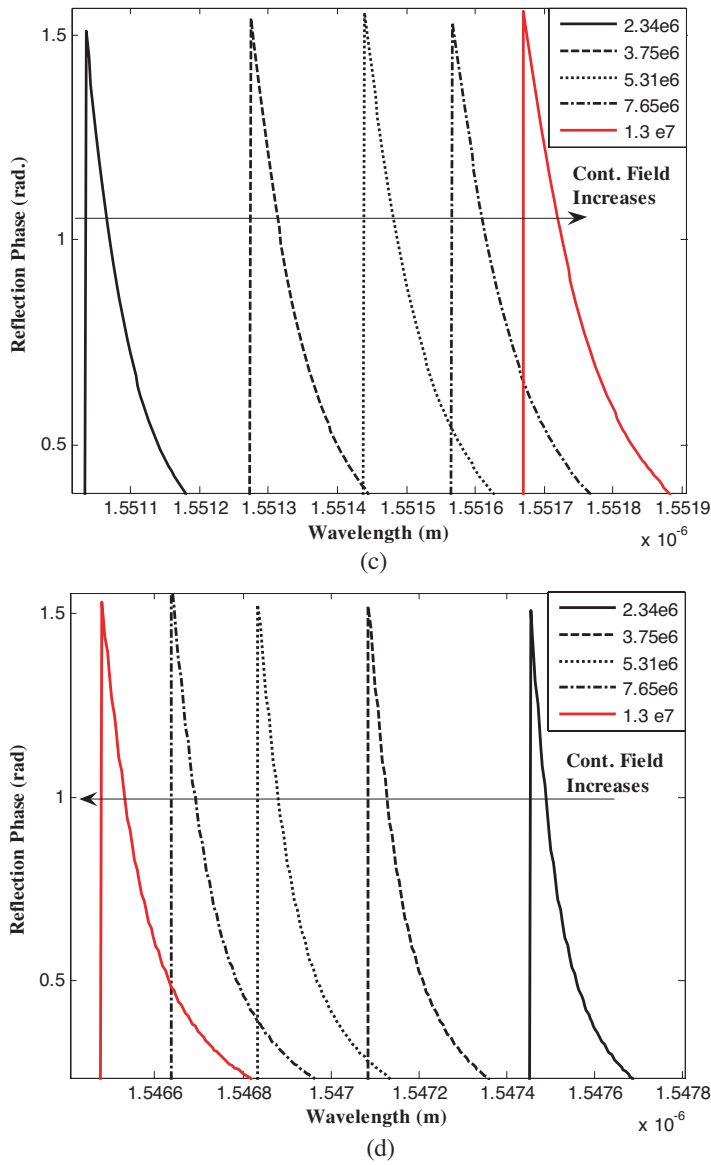 1.5
1
0.5
Reflection Phase (rad.)
2.34e6
3.75e6
5.31e6
7.65e6
1.3 e7
Cont. Field
Increases
1.5511 1.5512 1.5513 1.5514 1.5515 1.5516 1.5517 1.5518 1.5519
Wavelength (m)
x 10-6
(c)
1.5
1
0.5
Reflection Phase (rad)
2.34e6
3.75e6
5.31e6
7.65e6
1.3 e7
Cont. Field
Increases
1.5466 1.5468 1.547 1.5472 1.5474 1.5476 1.5478
Wavelength (m)
x 10-6
(d)